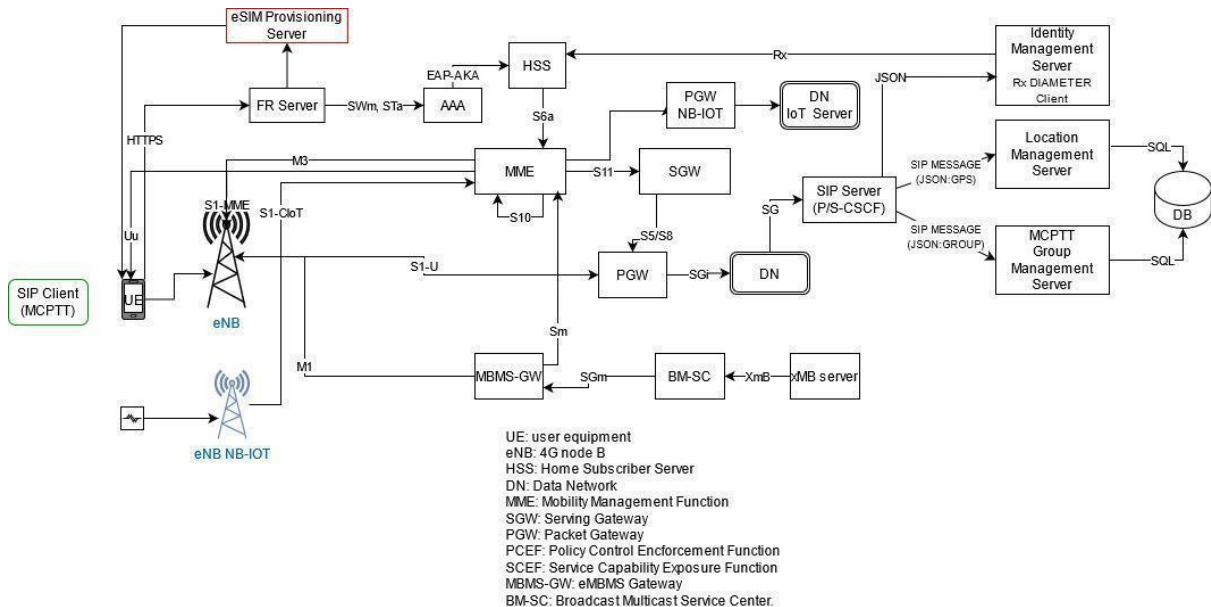 eSIM Provisioning
Server
FR Server
SWm, STa
AAA
EAP-AKA
HSS
Rx
Identity
Management
Server
Rx DIAMETER
Client
JSON
HTTPS
S6a
PGW
NB-IOT
DN
IoT Server
M3
MME
S11
SGW
S10
S1-MME
S1-CIoT
Uu
SIP Server
(P/S-CSCF)
SIP MESSAGE
(JSON:GPS)
Location
Management
Server
SQL
DB
SG
SIP MESSAGE
(JSON:GROUP)
MCPTT
Group
Management
Server
SQL
S5/S8
S1-U
PGW
SGi
DN
SIP Client
(MCPTT)
UE
eNB
Sm
M1
MBMS-GW
SGm
BM-SC
XmB
xMB server
eNB NB-IOT
UE: user equipment
eNB: 4G node B
HSS: Home Subscriber Server
DN: Data Network
MME: Mobility Management Function
SGW: Serving Gateway
PGW: Packet Gateway
PCEF: Policy Control Encforcement Function
SCEF: Service Capability Exposure Function
MBMS-GW: eMBMS Gateway
BM-SC: Broadcast Multicast Service Center.